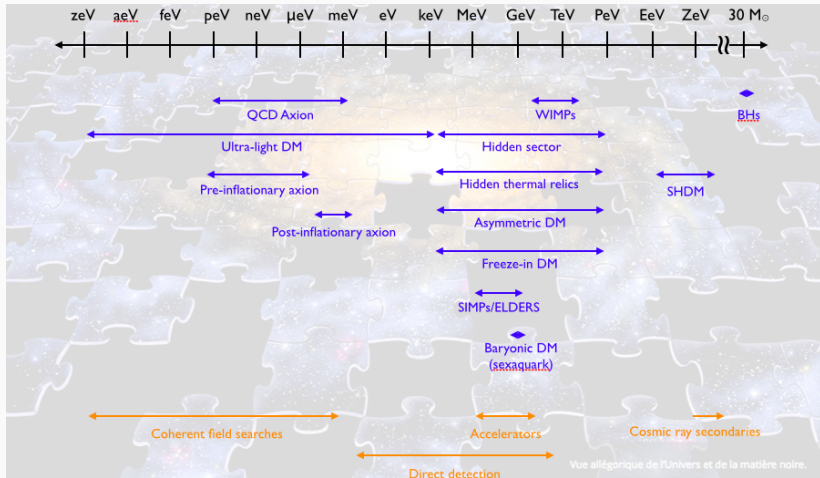 zeV aeV feV peV neV μeV meV eV keV MeV GeV TeV PeV EeV ZeV 30 M☉
QCD Axion
WIMPs
BHs
Ultra-light DM
Hidden sector
Pre-inflationary axion
Hidden thermal relics
SHDM
Post-inflationary axion
Asymmetric DM
Freeze-in DM
SIMPs/ELDERS
Baryonic DM
(sexaquark)
Coherent field searches
Accelerators
Cosmic ray secondaries
Direct detection
Vue allégorique de l'Univers et de la matière noire.